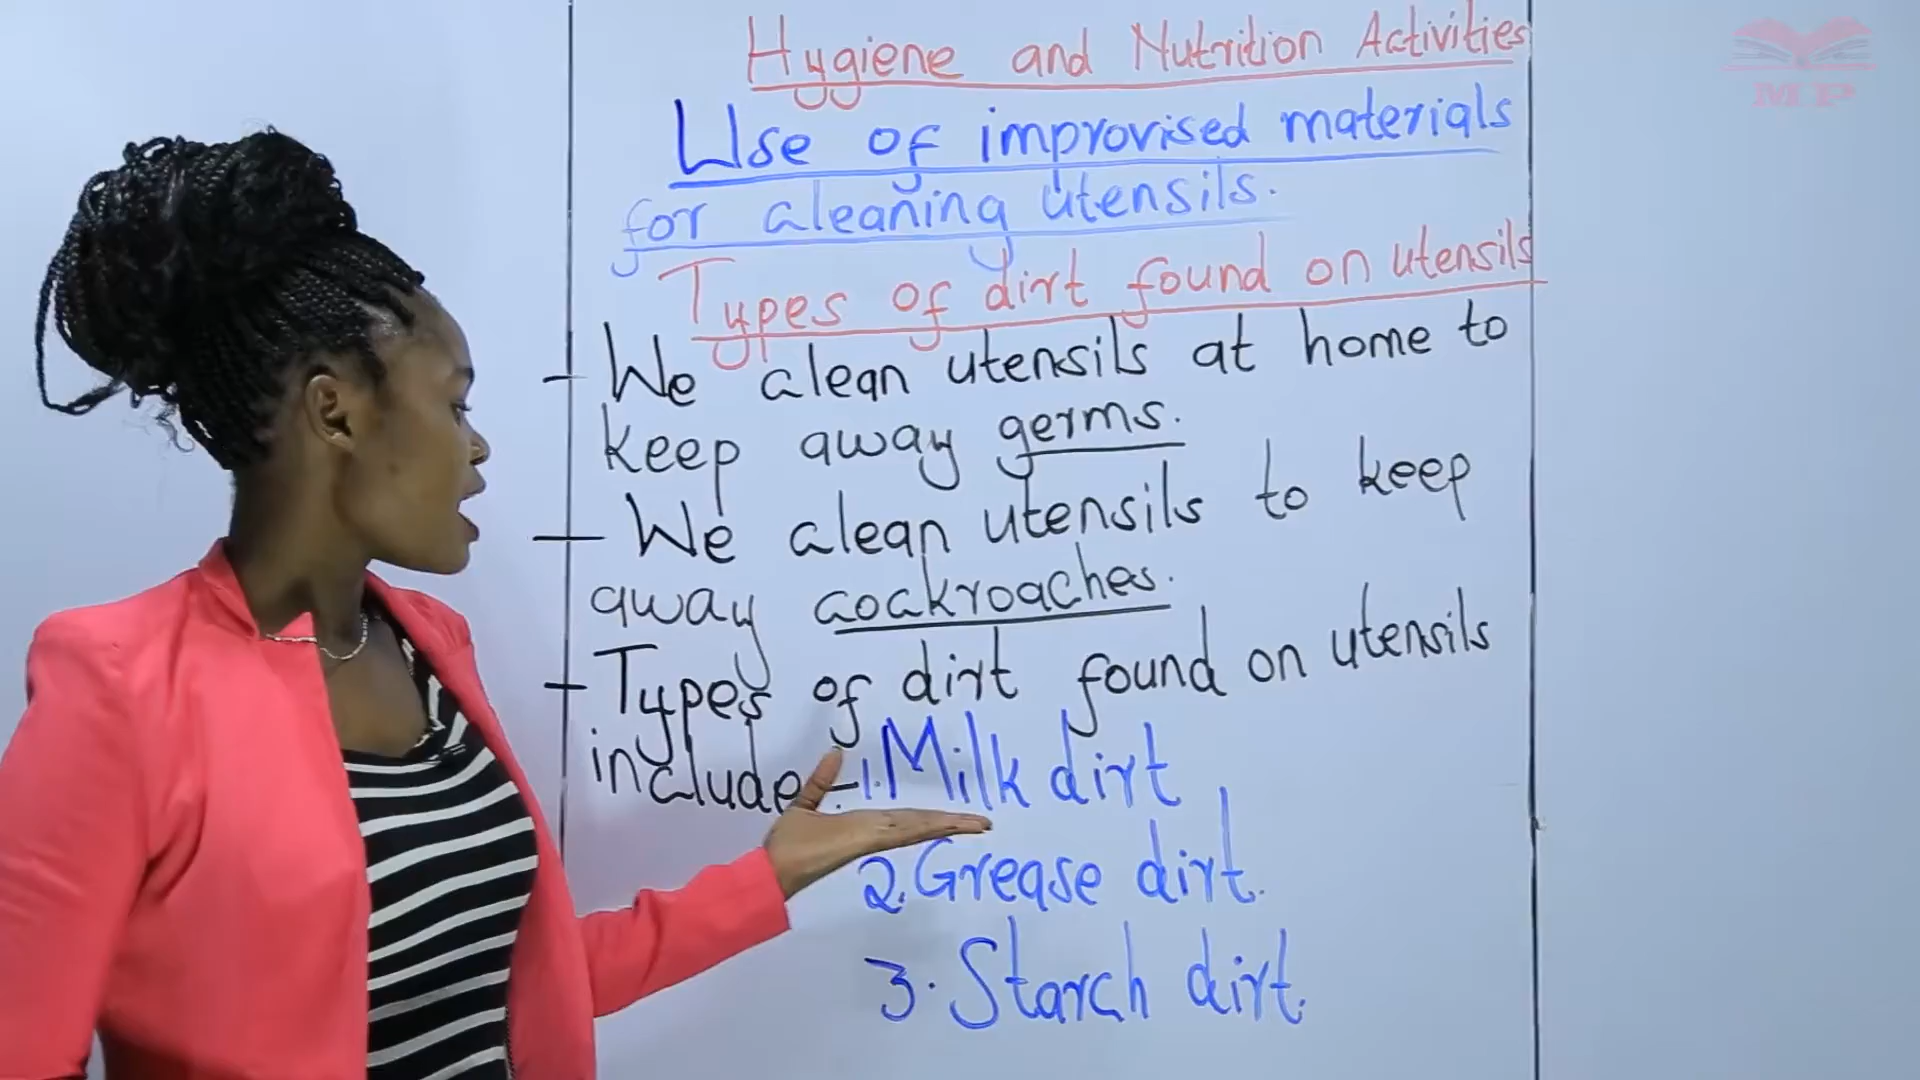 Hygiene and Nutrition Activities
Use of improvised materials
for cleaning utensils.
Types of dirt found on utensils
- We clean utensils at home to
keep away germs.
- We clean utensils to keep
away cockroaches.
- Types of dirt found on utensils
include :- 1. Milk dirt
2. Grease dirt.
3. Starch dirt.
MP